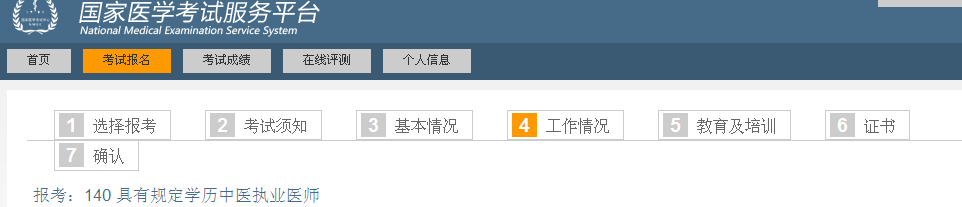 国家医学考试服务平台
National Medical Examination Service System
首页 考试报名 考试成绩 在线评测 个人信息
1 选择报考 2 考试须知 3 基本情况 4 工作情况 5 教育及培训 6 证书
7 确认
报考：140 具有规定学历中医执业医师